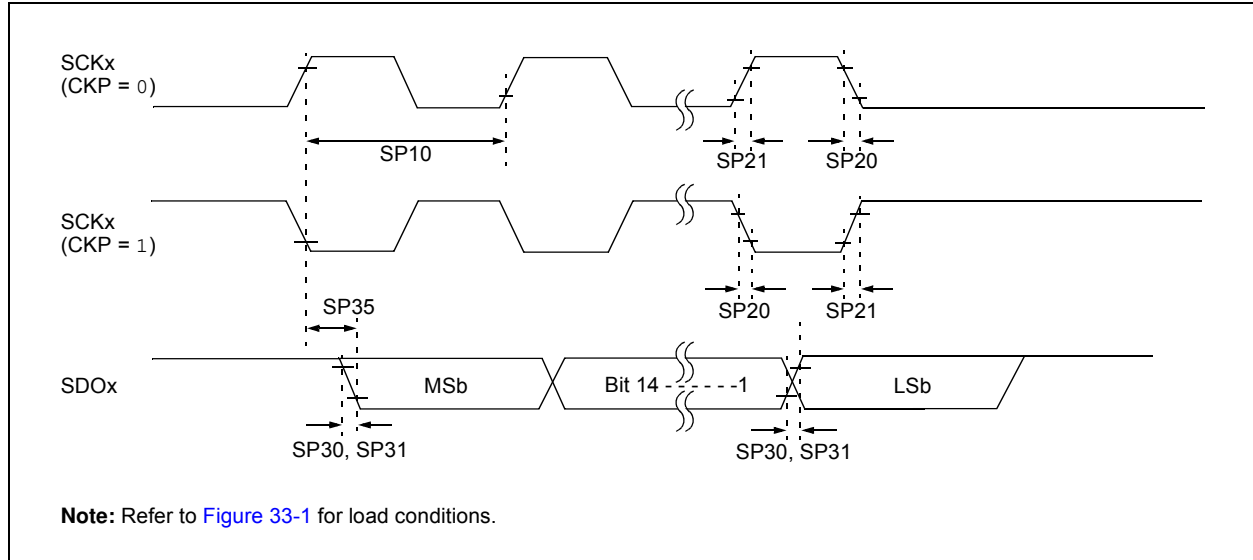 SCKx
(CKP = 0)
SP10
SP21
SP20
SCKx
(CKP = 1)
SP35
SP20
SP21
SDOx
MSb
Bit 14 - - - - - -1
LSb
SP30, SP31
SP30, SP31
Note: Refer to Figure 33-1 for load conditions.